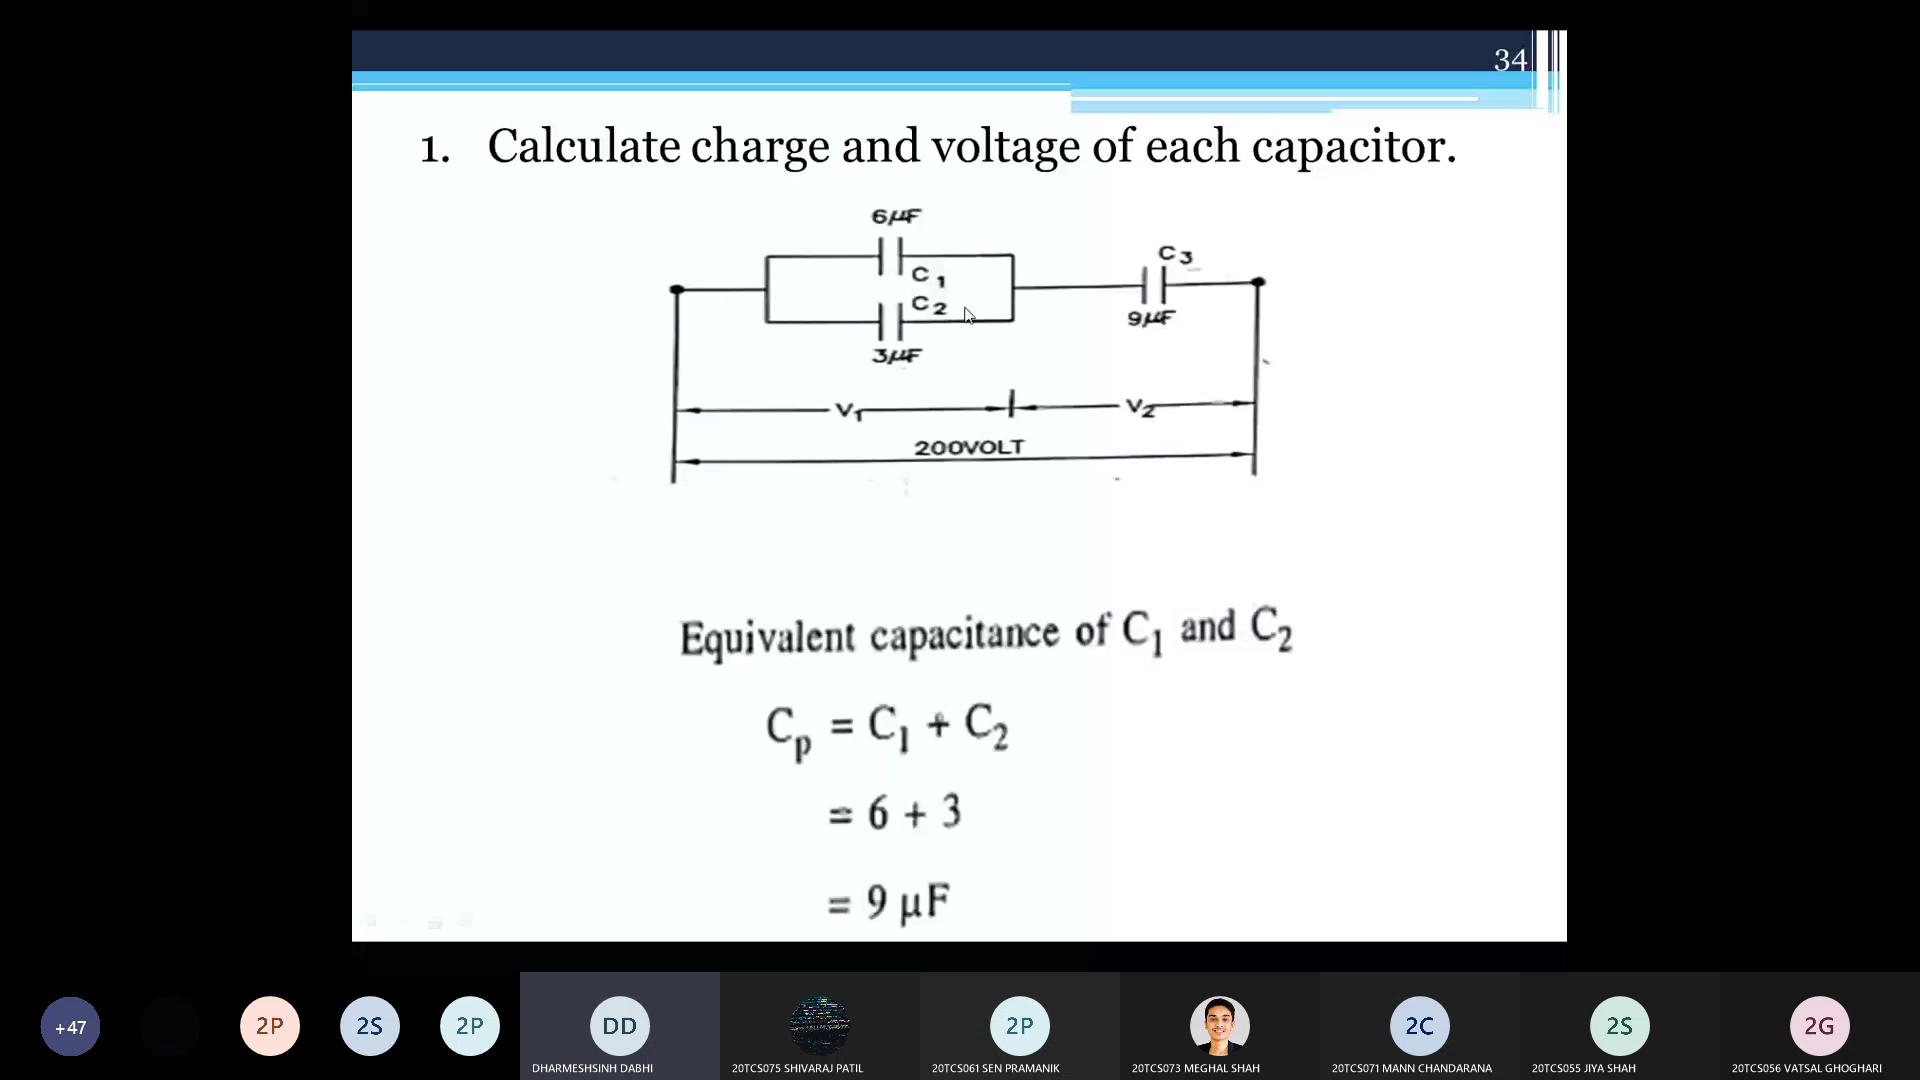 34
1. Calculate charge and voltage of each capacitor.
6µF
C1
C2
3µF
C3
9µF
V1
V2
200VOLT
Equivalent capacitance of C1 and C2
Cp = C1 + C2
= 6 + 3
= 9 µF
+47
2P
2S
2P
DD
2P
2C
2S
2G
DHARMESHSINH DABHI
20TCS075 SHIVARAJ PATIL
20TCS061 SEN PRAMANIK
20TCS073 MEGHAL SHAH
20TCS071 MANN CHANDARANA
20TCS055 JIYA SHAH
20TCS056 VATSAL GHOGHARI